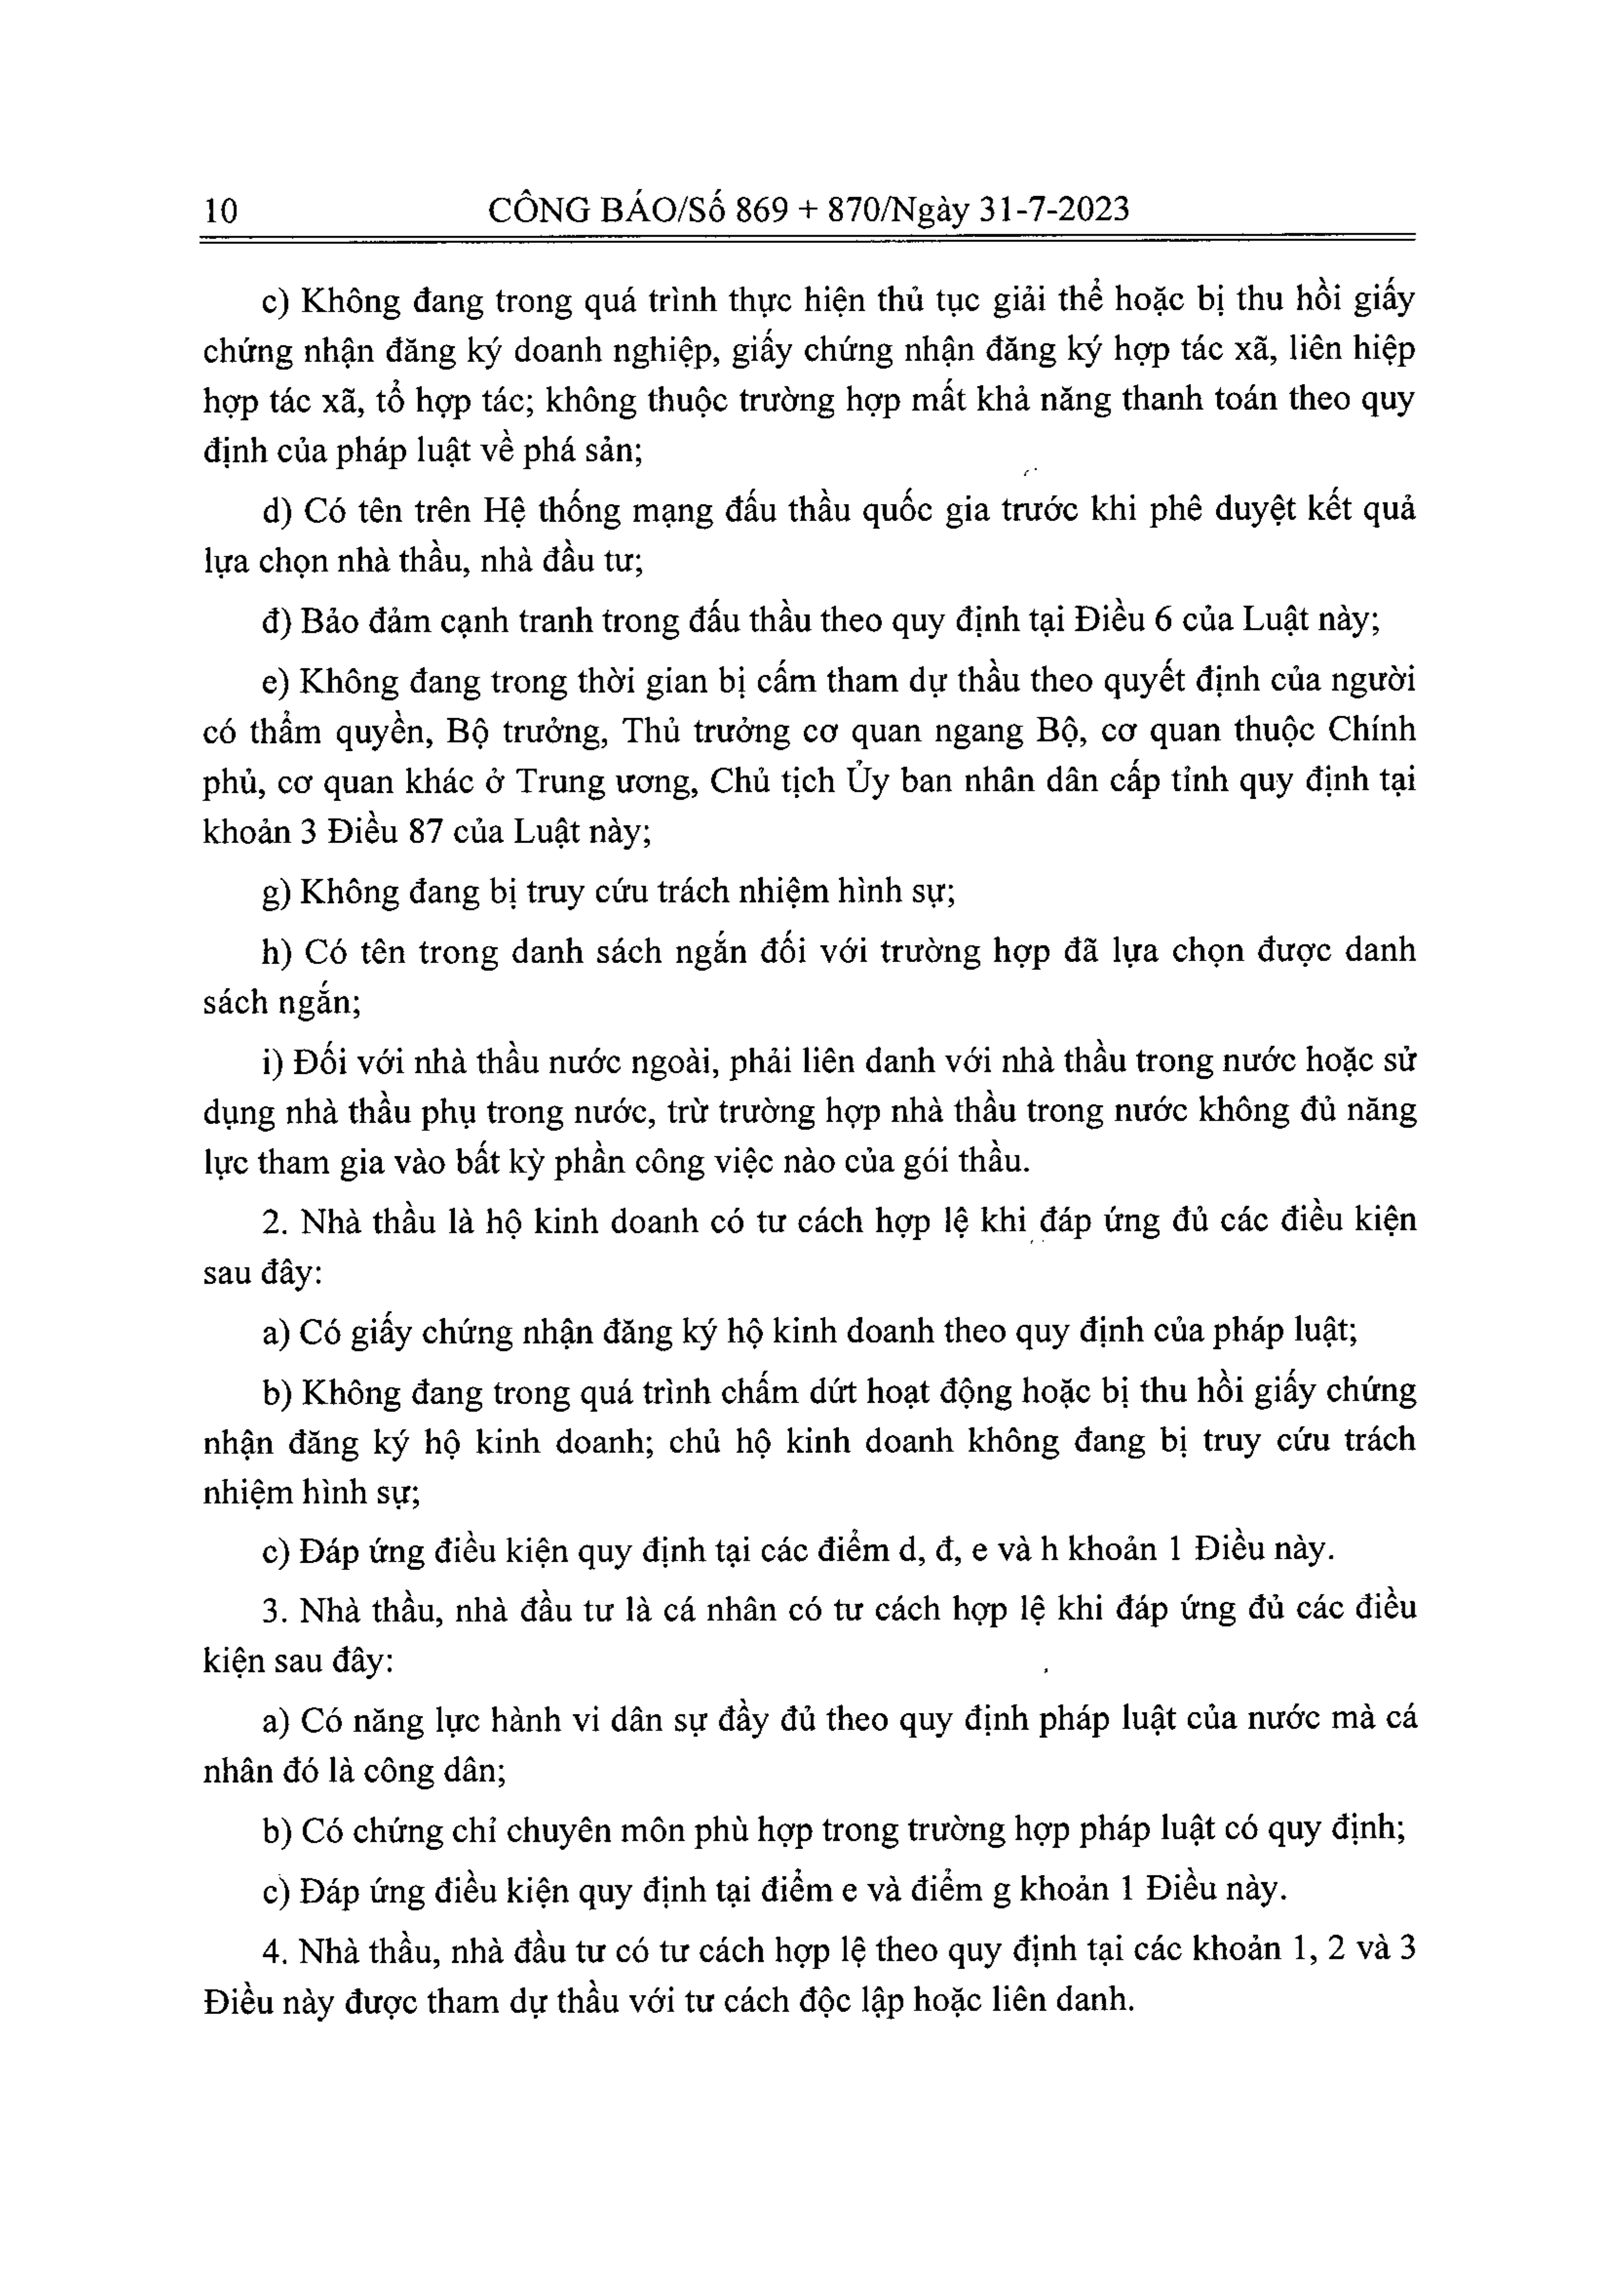 10 CÔNG BÁO/Số 869 + 870/Ngày 31-7-2023
c) Không đang trong quá trình thực hiện thủ tục giải thể hoặc bị thu hồi giấy
chứng nhận đăng ký doanh nghiệp, giấy chứng nhận đăng ký hợp tác xã, liên hiệp
hợp tác xã, tổ hợp tác; không thuộc trường hợp mất khả năng thanh toán theo quy
định của pháp luật về phá sản;
d) Có tên trên Hệ thống mạng đấu thầu quốc gia trước khi phê duyệt kết quả
lựa chọn nhà thầu, nhà đầu tư;
đ) Bảo đảm cạnh tranh trong đấu thầu theo quy định tại Điều 6 của Luật này;
e) Không đang trong thời gian bị cấm tham dự thầu theo quyết định của người
có thẩm quyền, Bộ trưởng, Thủ trưởng cơ quan ngang Bộ, cơ quan thuộc Chính
phủ, cơ quan khác ở Trung ương, Chủ tịch Ủy ban nhân dân cấp tỉnh quy định tại
khoản 3 Điều 87 của Luật này;
g) Không đang bị truy cứu trách nhiệm hình sự;
h) Có tên trong danh sách ngắn đối với trường hợp đã lựa chọn được danh
sách ngắn;
i) Đối với nhà thầu nước ngoài, phải liên danh với nhà thầu trong nước hoặc sử
dụng nhà thầu phụ trong nước, trừ trường hợp nhà thầu trong nước không đủ năng
lực tham gia vào bất kỳ phần công việc nào của gói thầu.
2. Nhà thầu là hộ kinh doanh có tư cách hợp lệ khi đáp ứng đủ các điều kiện
sau đây:
a) Có giấy chứng nhận đăng ký hộ kinh doanh theo quy định của pháp luật;
b) Không đang trong quá trình chấm dứt hoạt động hoặc bị thu hồi giấy chứng
nhận đăng ký hộ kinh doanh; chủ hộ kinh doanh không đang bị truy cứu trách
nhiệm hình sự;
c) Đáp ứng điều kiện quy định tại các điểm d, đ, e và h khoản 1 Điều này.
3. Nhà thầu, nhà đầu tư là cá nhân có tư cách hợp lệ khi đáp ứng đủ các điều
kiện sau đây:
a) Có năng lực hành vi dân sự đầy đủ theo quy định pháp luật của nước mà cá
nhân đó là công dân;
b) Có chứng chỉ chuyên môn phù hợp trong trường hợp pháp luật có quy định;
c) Đáp ứng điều kiện quy định tại điểm e và điểm g khoản 1 Điều này.
4. Nhà thầu, nhà đầu tư có tư cách hợp lệ theo quy định tại các khoản 1, 2 và 3
Điều này được tham dự thầu với tư cách độc lập hoặc liên danh.